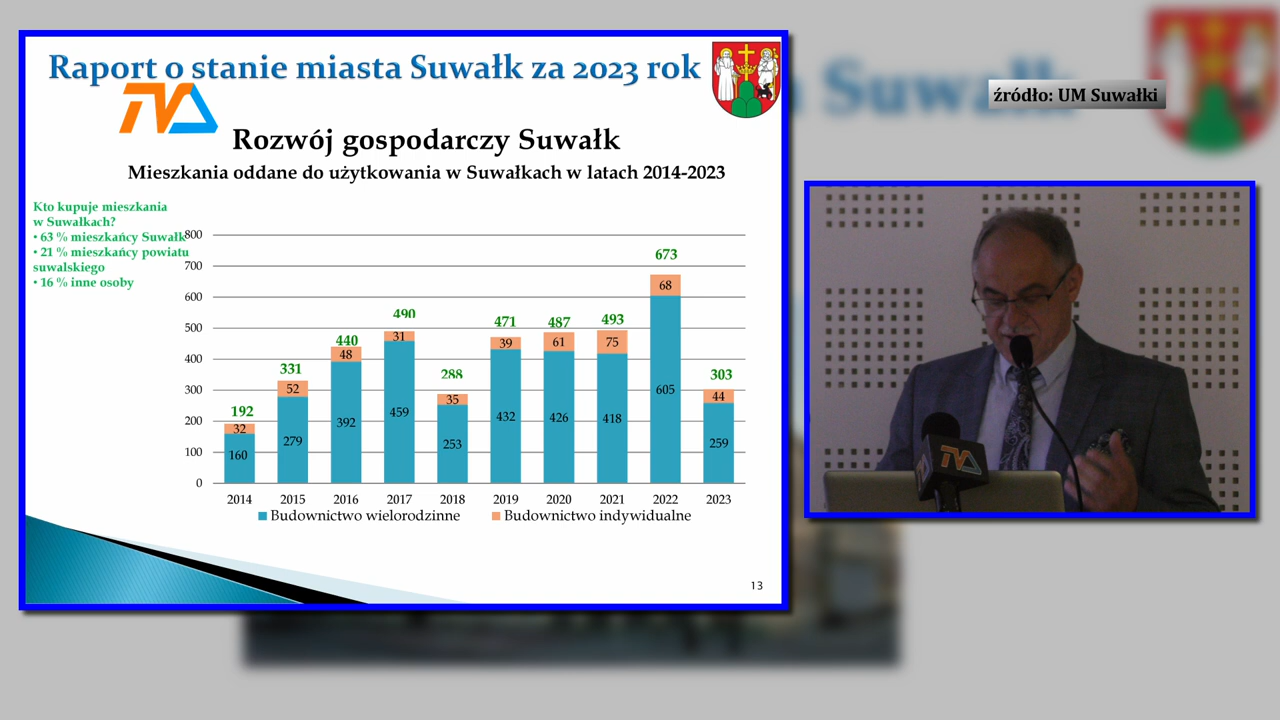 Raport o stanie miasta Suwałk za 2023 rok
TVA
Rozwój gospodarczy Suwałk
Mieszkania oddane do użytkowania w Suwałkach w latach 2014-2023
Kto kupuje mieszkania
w Suwałkach?
• 63 % mieszkańcy Suwałk
• 21 % mieszkańcy powiatu
suwalskiego
• 16 % inne osoby
800
700
600
500
400
300
200
100
0
192
32
160
331
52
279
440
48
392
490
31
459
288
35
253
471
39
432
487
61
426
493
75
418
673
68
605
303
44
259
2014 2015 2016 2017 2018 2019 2020 2021 2022 2023
Budownictwo wielorodzinne Budownictwo indywidualne
13
źródło: UM Suwałki
Suwałk
TVA